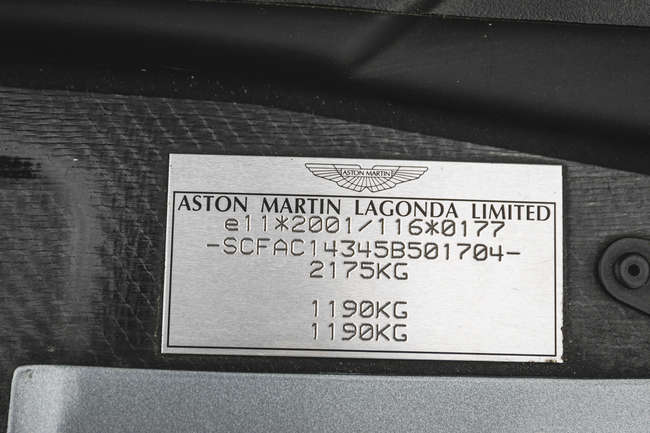 ASTON MARTIN
ASTON MARTIN LAGONDA LIMITED
e11*2001/116*0177
-SCFAC14345B501704-
2175KG
1190KG
1190KG